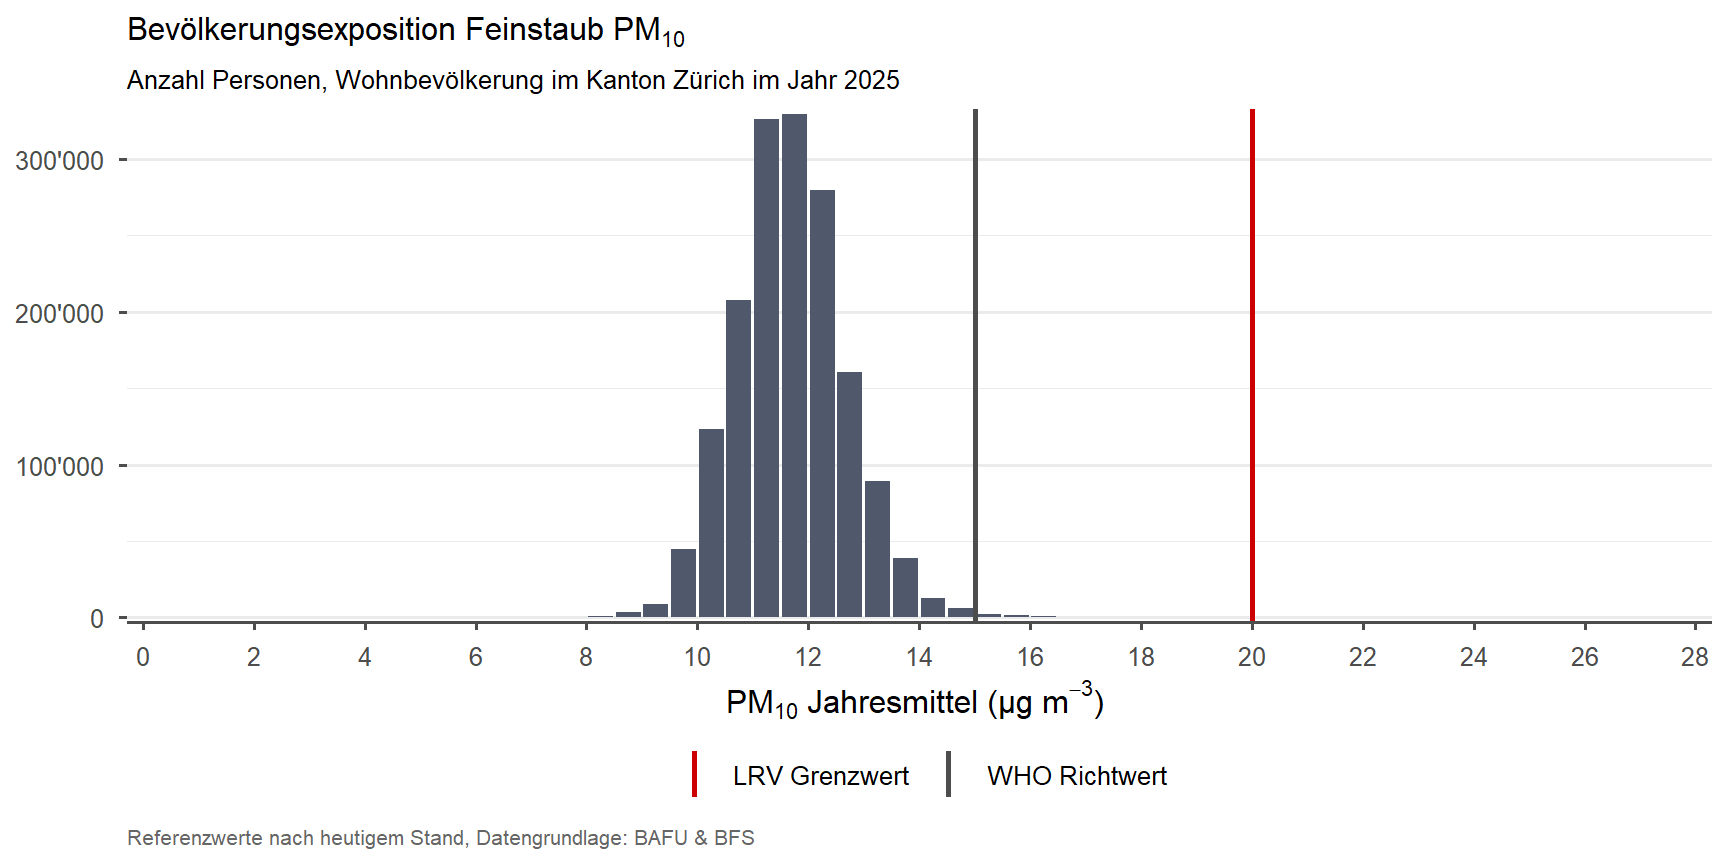 Bevölkerungsexposition Feinstaub PM₁₀
Anzahl Personen, Wohnbevölkerung im Kanton Zürich im Jahr 2025
300'000
200'000
100'000
0
0 2 4 6 8 10 12 14 16 18 20 22 24 26 28
PM₁₀ Jahresmittel (µg m⁻³)
LRV Grenzwert WHO Richtwert
Referenzwerte nach heutigem Stand, Datengrundlage: BAFU & BFS